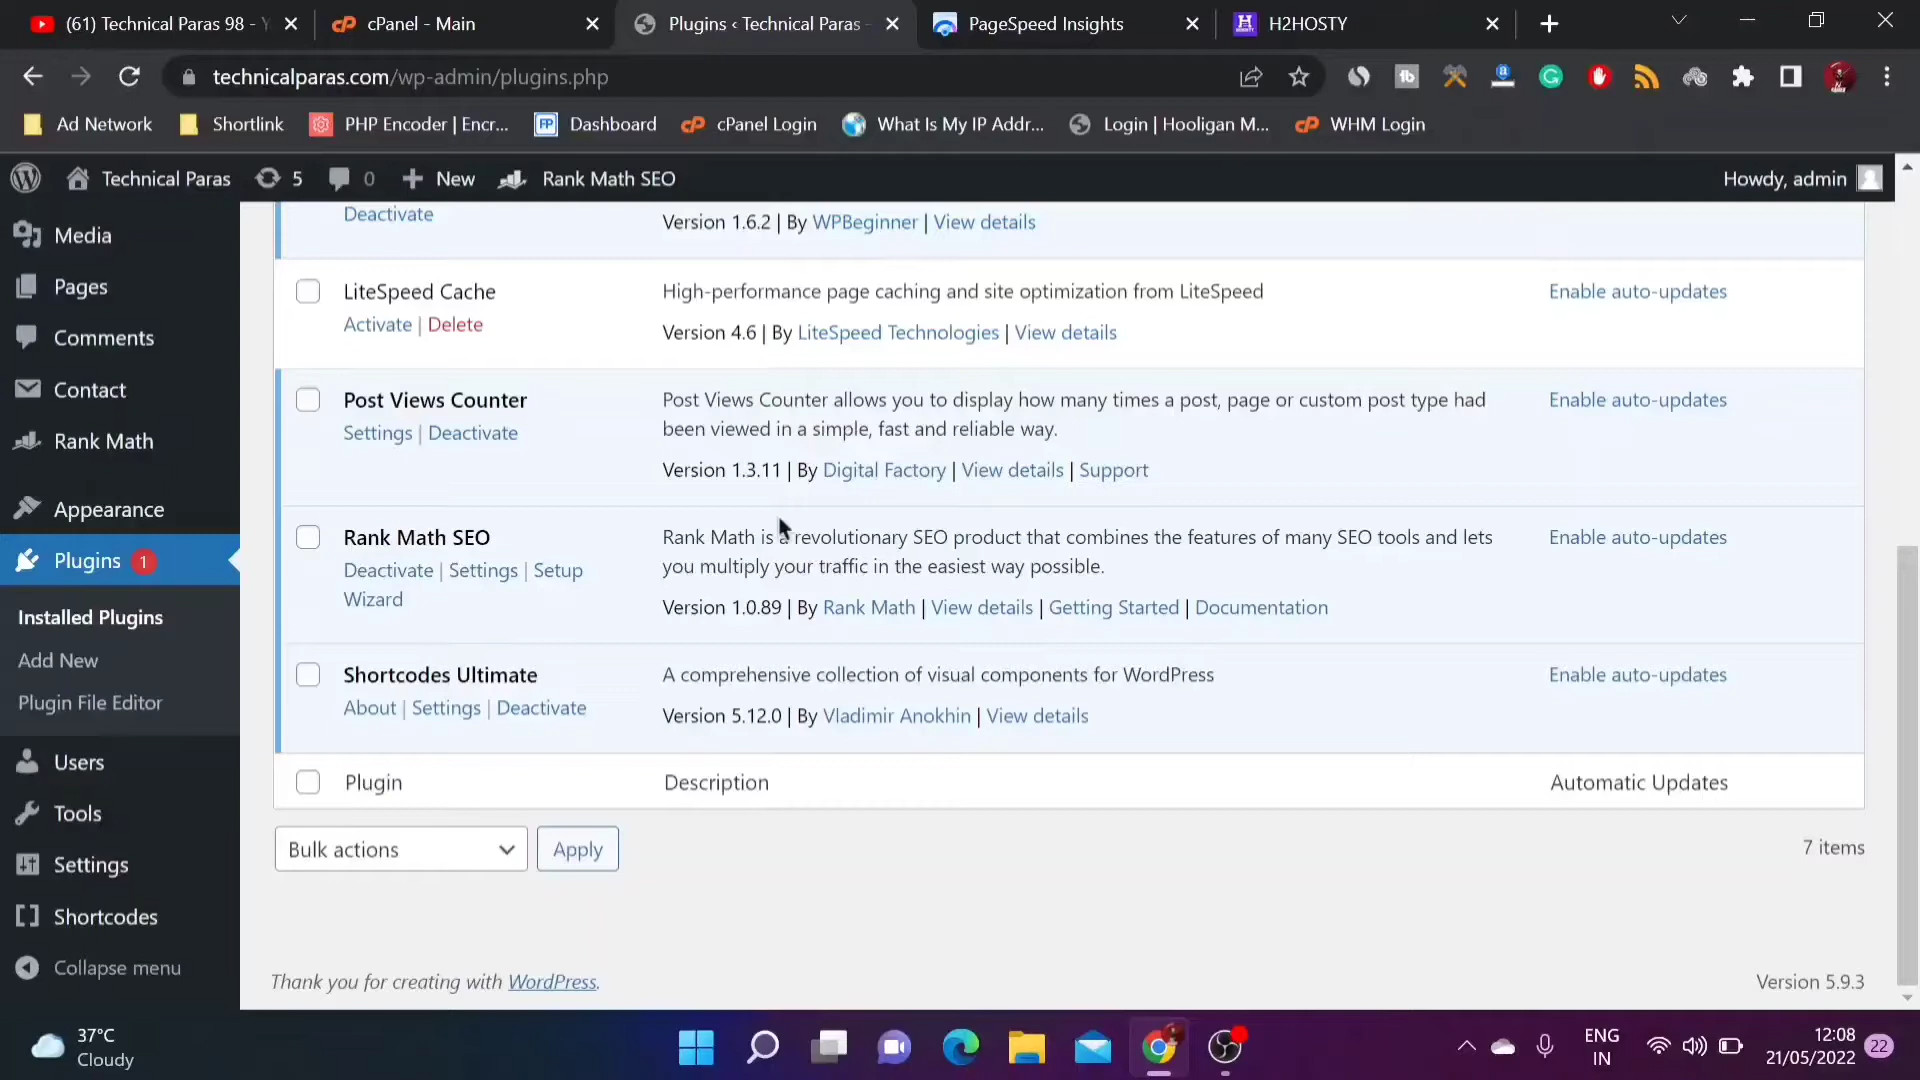 (61) Technical Paras 98 - Y
cPanel - Main
Plugins ‹ Technical Paras -
PageSpeed Insights
H2HOSTY
technicalparas.com/wp-admin/plugins.php
Ad Network
Shortlink
PHP Encoder | Encr...
Dashboard
cPanel Login
What Is My IP Addr...
Login | Hooligan M...
WHM Login
Technical Paras
5
0
New
Rank Math SEO
Howdy, admin
Media
Pages
Comments
Contact
Rank Math
Appearance
Plugins 1
Installed Plugins
Add New
Plugin File Editor
Users
Tools
Settings
Shortcodes
Collapse menu
Deactivate
Version 1.6.2 | By WPBeginner | View details
LiteSpeed Cache
Activate | Delete
High-performance page caching and site optimization from LiteSpeed
Version 4.6 | By LiteSpeed Technologies | View details
Enable auto-updates
Post Views Counter
Settings | Deactivate
Post Views Counter allows you to display how many times a post, page or custom post type had
been viewed in a simple, fast and reliable way.
Version 1.3.11 | By Digital Factory | View details | Support
Enable auto-updates
Rank Math SEO
Deactivate | Settings | Setup
Wizard
Rank Math is a revolutionary SEO product that combines the features of many SEO tools and lets
you multiply your traffic in the easiest way possible.
Version 1.0.89 | By Rank Math | View details | Getting Started | Documentation
Enable auto-updates
Shortcodes Ultimate
About | Settings | Deactivate
A comprehensive collection of visual components for WordPress
Version 5.12.0 | By Vladimir Anokhin | View details
Enable auto-updates
Plugin
Description
Automatic Updates
Bulk actions
Apply
7 items
Thank you for creating with WordPress.
Version 5.9.3
37°C
Cloudy
ENG
IN
12:08
21/05/2022
22